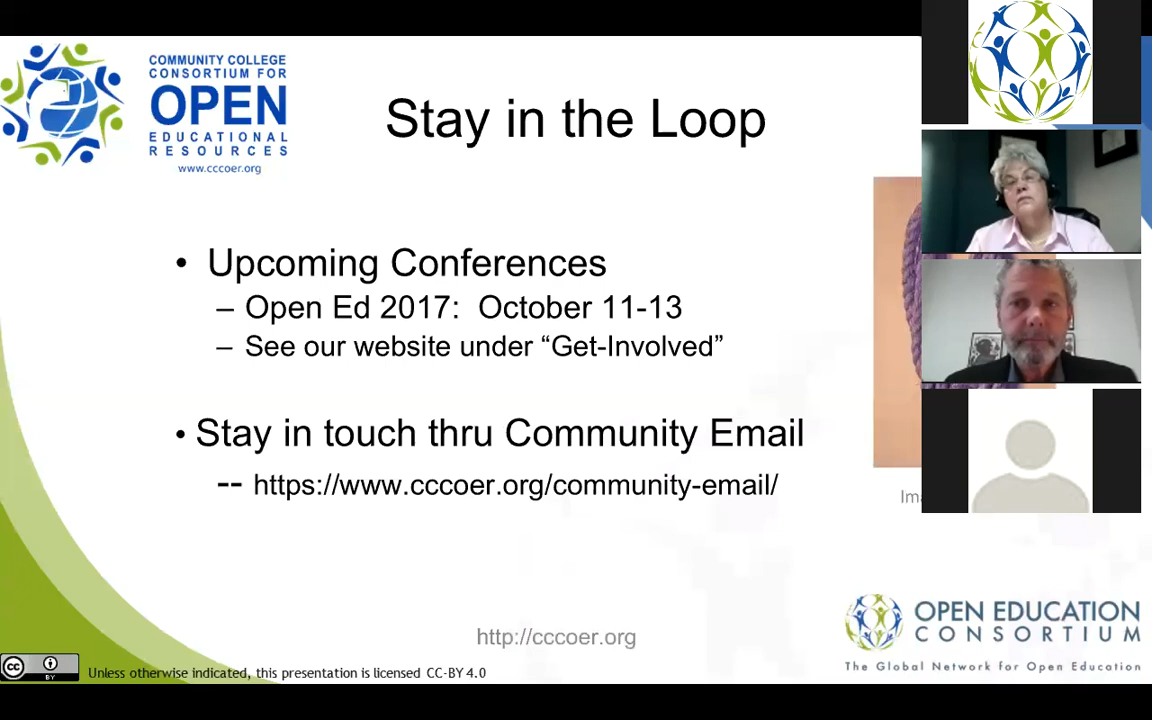 COMMUNITY COLLEGE
CONSORTIUM FOR
OPEN
EDUCATIONAL
RESOURCES
www.cccoer.org
Stay in the Loop
• Upcoming Conferences
– Open Ed 2017: October 11-13
– See our website under “Get-Involved”
• Stay in touch thru Community Email
-- https://www.cccoer.org/community-email/
http://cccoer.org
OPEN EDUCATION
CONSORTIUM
The Global Network for Open Education
cc
BY
Unless otherwise indicated, this presentation is licensed CC-BY 4.0